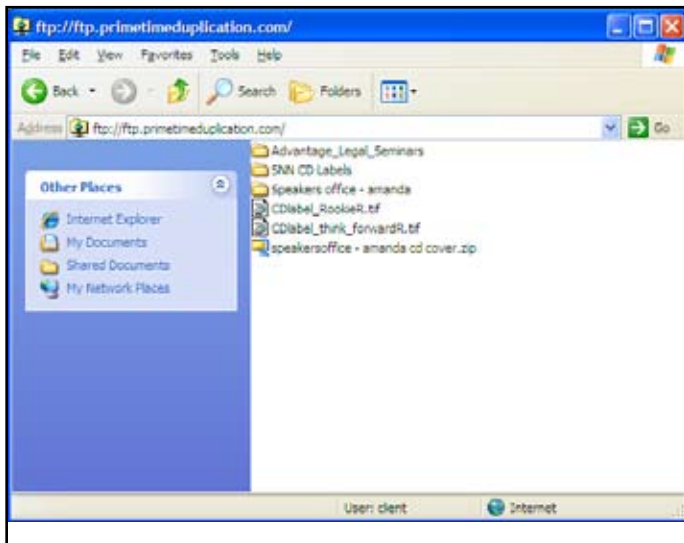 ftp://ftp.primetimeduplication.com/
File Edit View Favorites Tools Help
Back Search Folders
Address ftp://ftp.primetimeduplication.com/ Go
Other Places
Internet Explorer
My Documents
Shared Documents
My Network Places
Advantage_Legal_Seminars
SNN CD Labels
Speakers office - amanda
CDlabel_RookieR.tif
CDlabel_think_forwardR.tif
speakersoffice - amanda cd cover.zip
User: client Internet